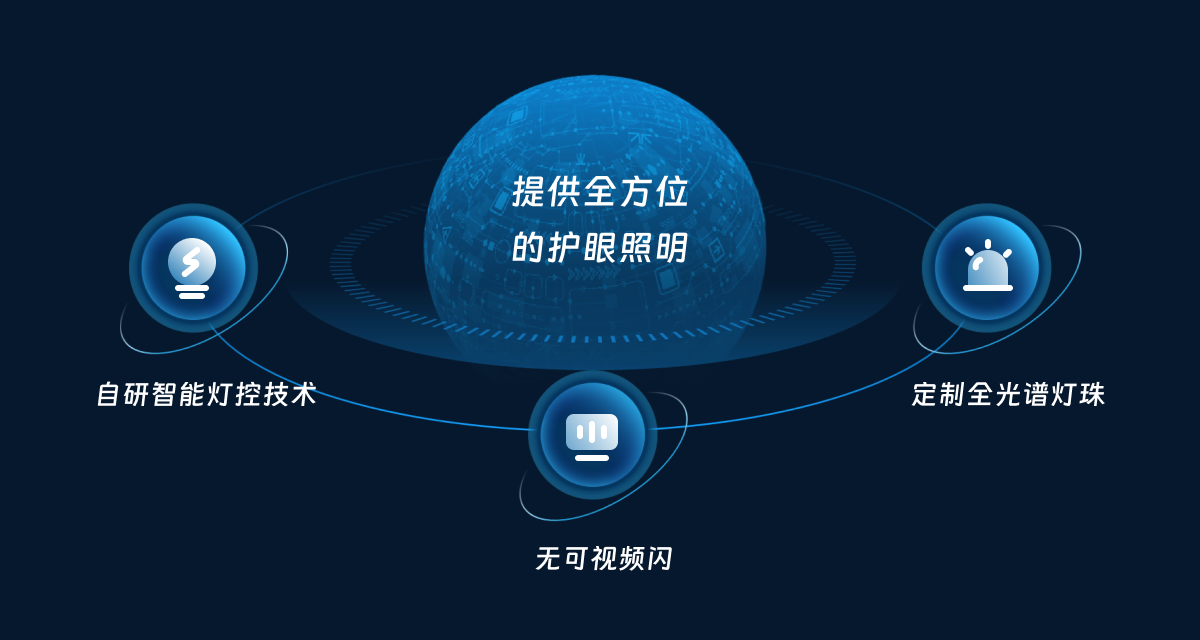 提供全方位
的护眼照明
自研智能灯控技术
定制全光谱灯珠
无可视频闪